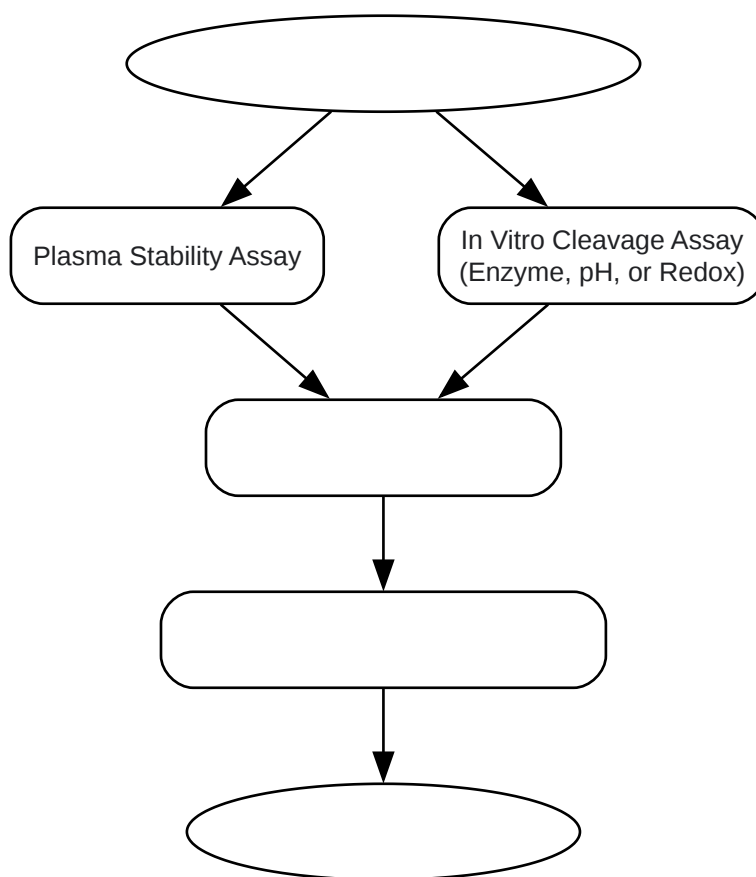 Plasma Stability Assay
In Vitro Cleavage Assay
(Enzyme, pH, or Redox)